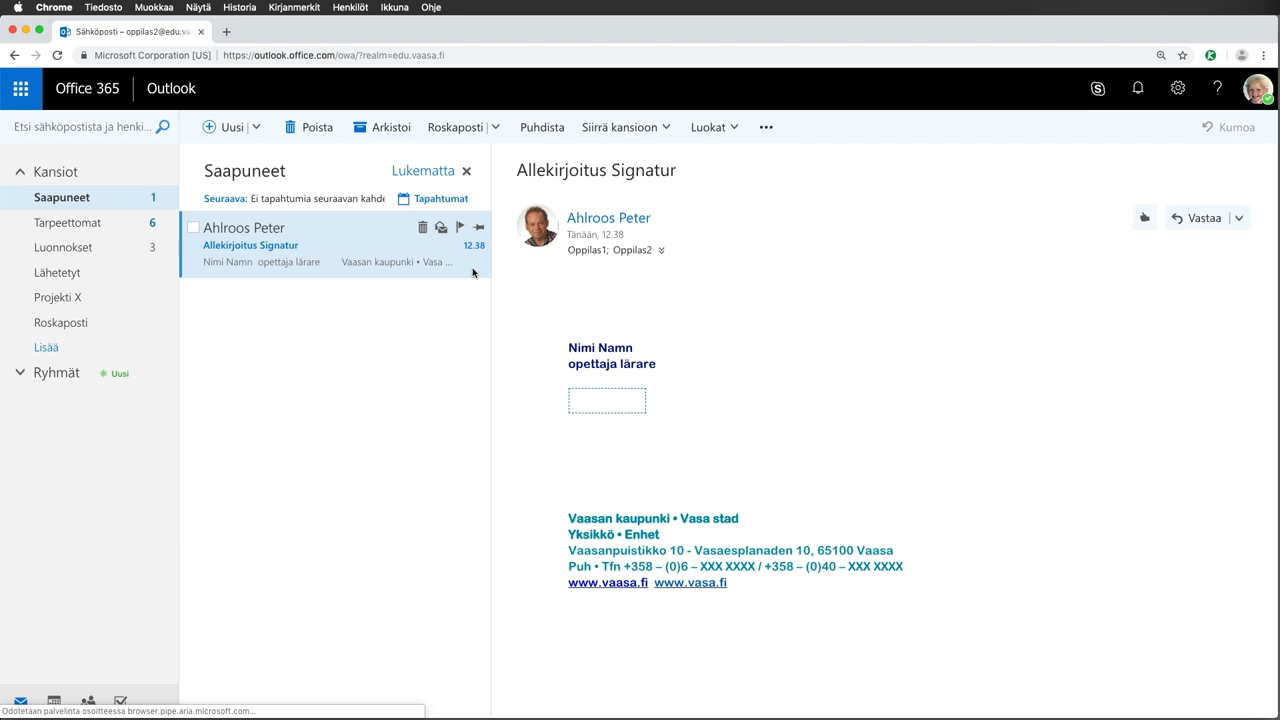 Chrome Tiedosto Muokkaa Näytä Historia Kirjanmerkit Henkilöt Ikkuna Ohje
Sähköposti – oppilas2@edu.va
Microsoft Corporation [US] https://outlook.office.com/owa/?realm=edu.vaasa.fi
Office 365 Outlook
Etsi sähköpostista ja henki... Uusi Poista Arkistoi Roskaposti Puhdista Siirrä kansioon Luokat ••• Kumoa
Kansiot
Saapuneet 1
Tarpeettomat 6
Luonnokset 3
Lähetetyt
Projekti X
Roskaposti
Lisää
Ryhmät Uusi
Saapuneet Lukematta
Seuraava: Ei tapahtumia seuraavan kahde Tapahtumat
Ahlroos Peter
Allekirjoitus Signatur 12.38
Nimi Namn opettaja lärare Vaasan kaupunki • Vasa ...
Allekirjoitus Signatur
Ahlroos Peter
Tänään, 12.38
Oppilas1; Oppilas2
Vastaa
Nimi Namn
opettaja lärare
Vaasan kaupunki • Vasa stad
Yksikkö • Enhet
Vaasanpuistikko 10 - Vasaesplanaden 10, 65100 Vaasa
Puh • Tfn +358 – (0)6 – XXX XXXX / +358 – (0)40 – XXX XXXX
www.vaasa.fi www.vasa.fi
Odotetaan palvelinta osoitteessa browser.pipe.aria.microsoft.com...